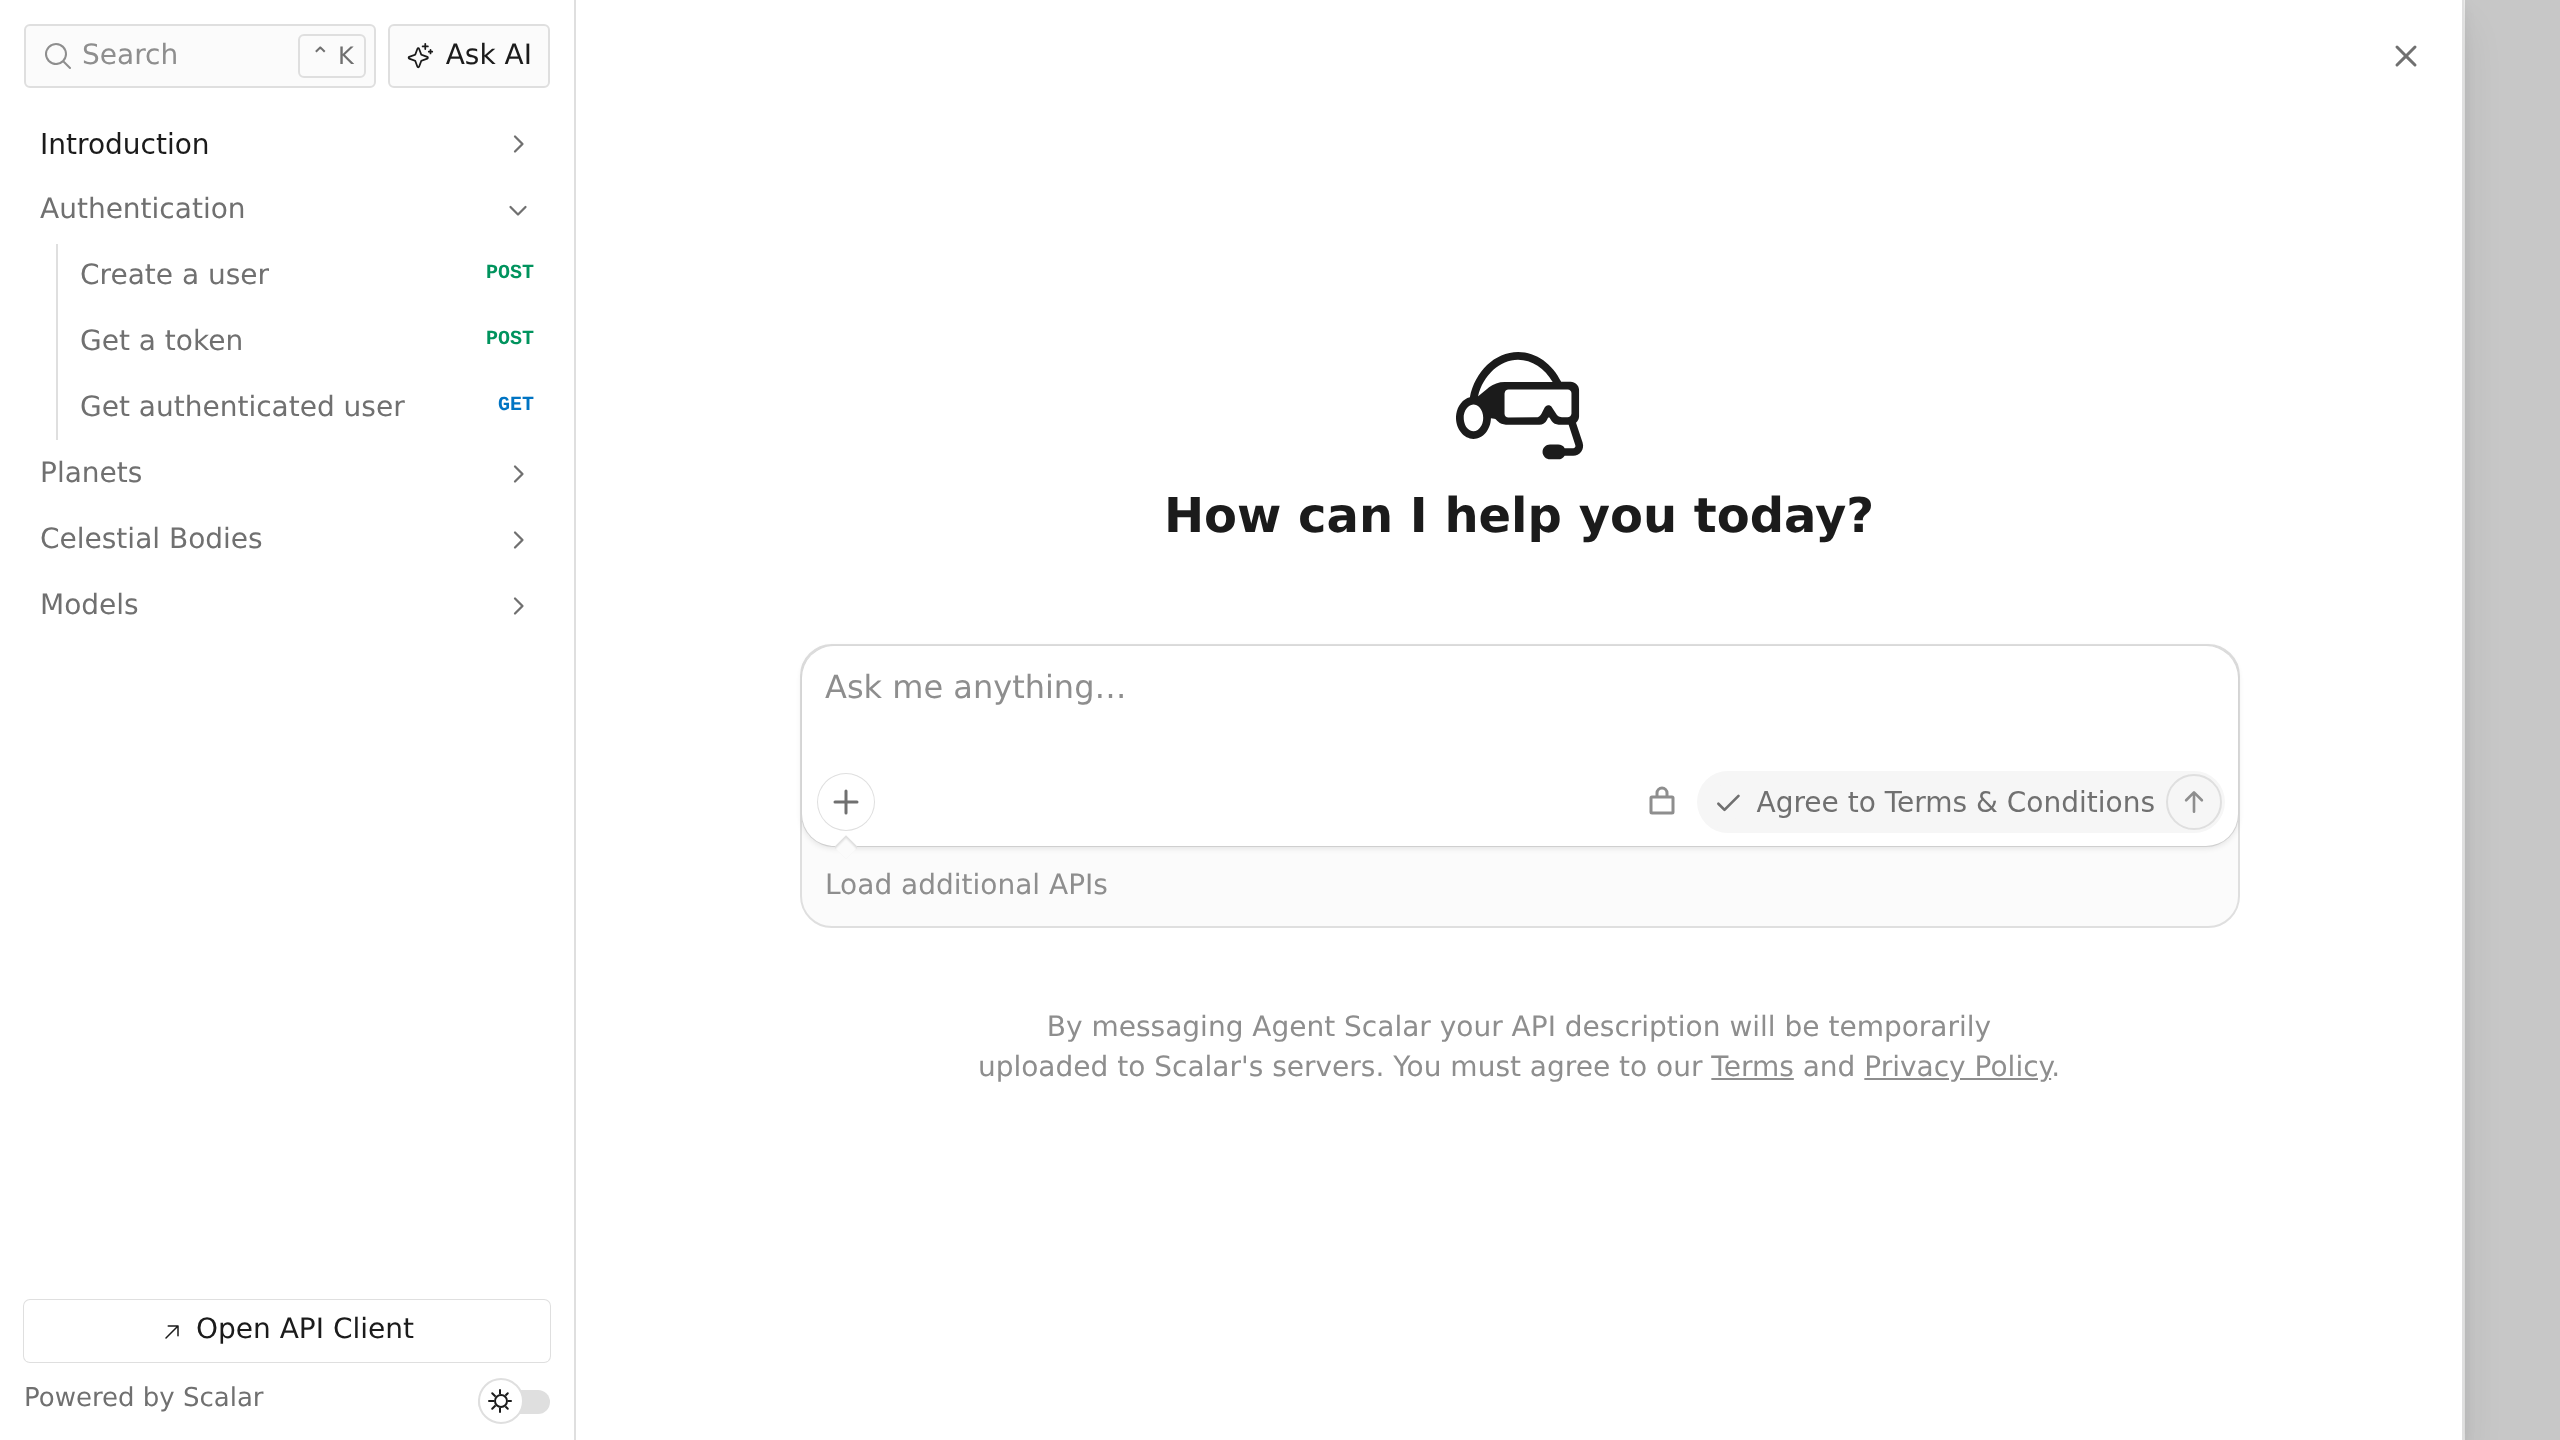 Search
⌃ K
Ask AI
Introduction
Authentication
Create a user POST
Get a token POST
Get authenticated user GET
Planets
Celestial Bodies
Models
Open API Client
Powered by Scalar
How can I help you today?
Ask me anything...
Agree to Terms & Conditions
Load additional APIs
By messaging Agent Scalar your API description will be temporarily
uploaded to Scalar's servers. You must agree to our Terms and Privacy Policy.